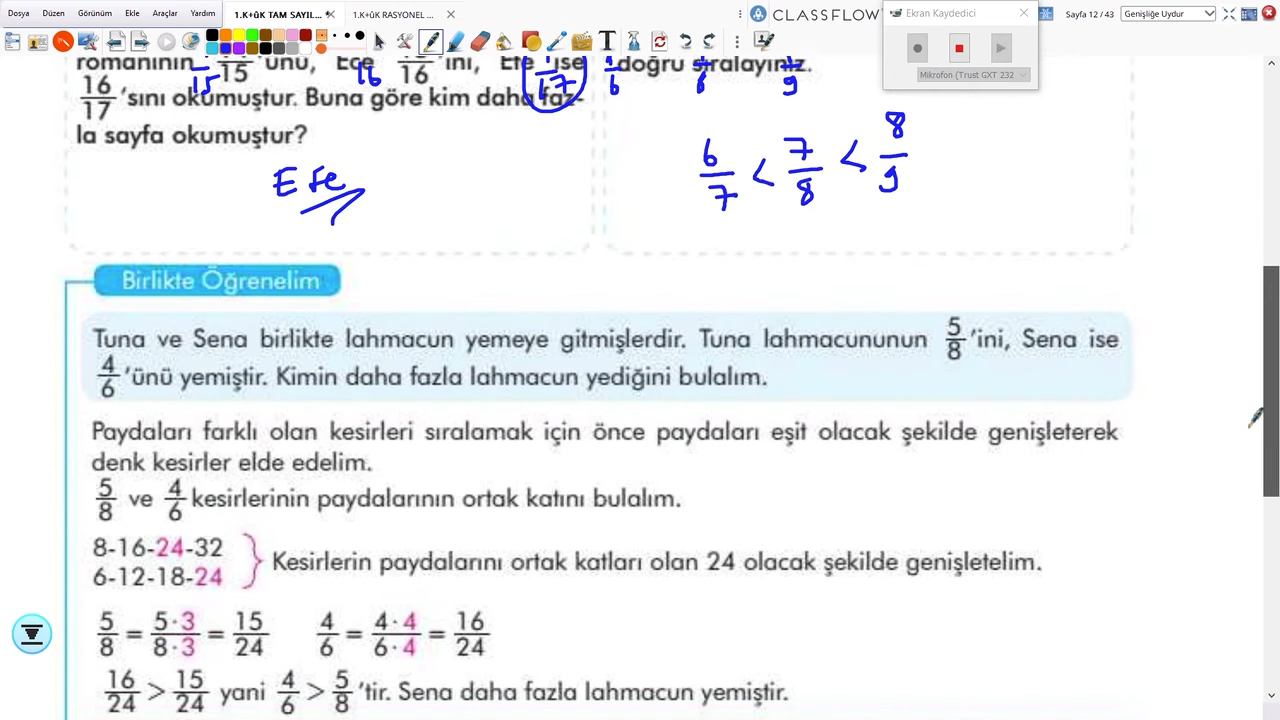 Dosya Düzen Görünüm Ekle Araçlar Yardım
1.K+ûK TAM SAYIL...*
1.K+ûK RASYONEL ...
CLASSFLOW
Ekran Kaydedici
Sayfa 12 / 43
Genişliğe Uydur
Mikrofon (Trust GXT 232
romanının 15 'ünü, Ece 16 'ini, Efe ise
15 16 17
16/17 'sını okumuştur. Buna göre kim daha faz-
la sayfa okumuştur?
Efe
doğru sıralayınız.
6/7 < 7/8 < 8/9
Birlikte Öğrenelim
Tuna ve Sena birlikte lahmacun yemeye gitmişlerdir. Tuna lahmacununun 5/8 'ini, Sena ise
4/6 'ünü yemiştir. Kimin daha fazla lahmacun yediğini bulalım.
Paydaları farklı olan kesirleri sıralamak için önce paydaları eşit olacak şekilde genişleterek
denk kesirler elde edelim.
5/8 ve 4/6 kesirlerinin paydalarının ortak katını bulalım.
8-16-24-32
6-12-18-24
Kesirlerin paydalarını ortak katları olan 24 olacak şekilde genişletelim.
5/8 = 5·3/8·3 = 15/24 4/6 = 4·4/6·4 = 16/24
16/24 > 15/24 yani 4/6 > 5/8 'tir. Sena daha fazla lahmacun yemiştir.